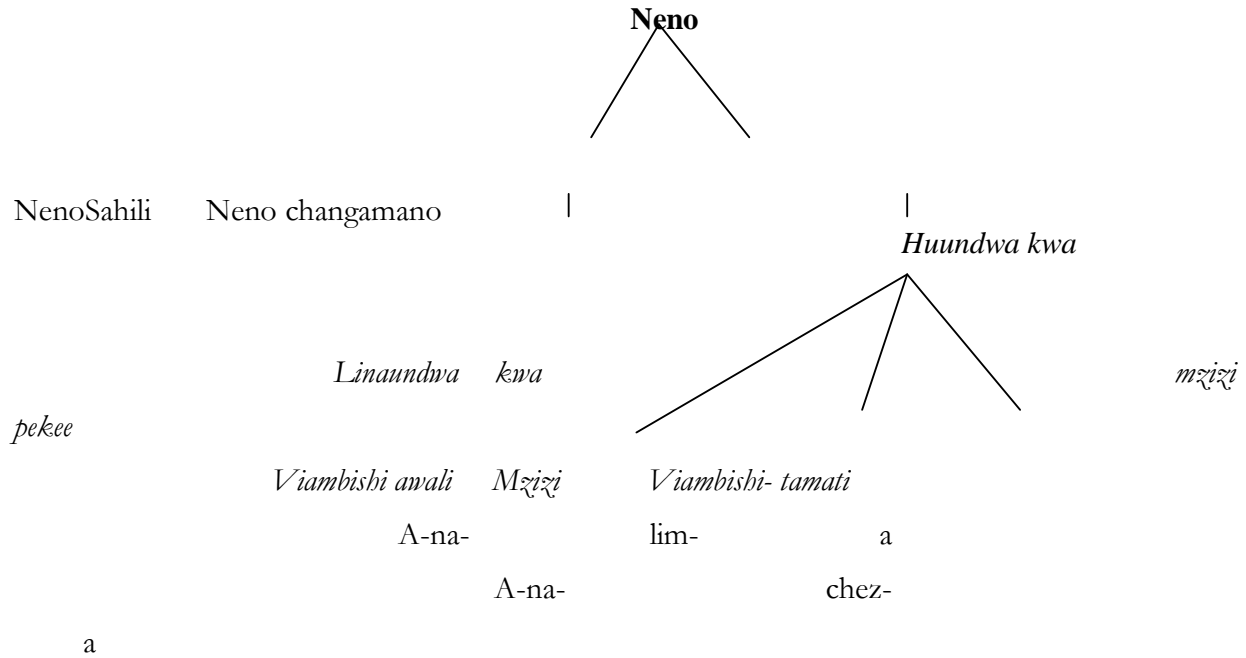 Neno
NenoSahili Neno changamano
Huundwa kwa
Linaundwa kwa mzizi
pekee
Viambishi awali Mzizi Viambishi- tamati
A-na- lim- a
A-na- chez-
a